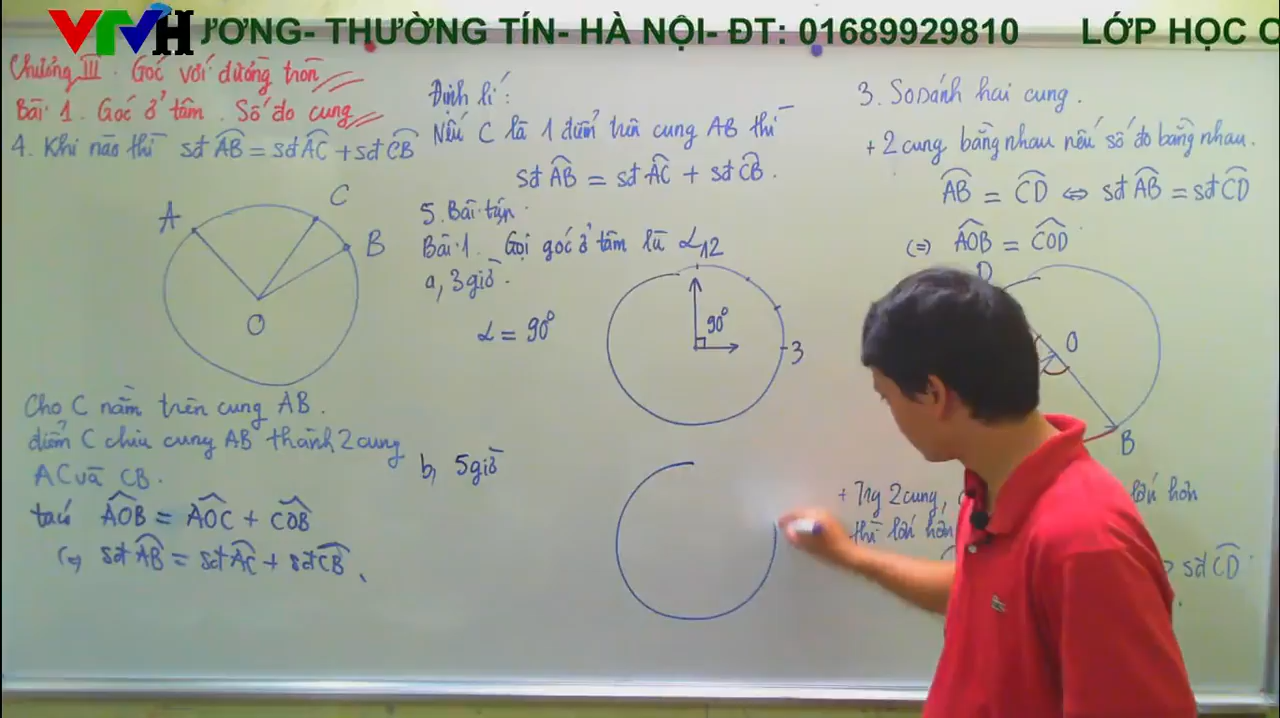 VTVH
ƯƠNG- THƯỜNG TÍN- HÀ NỘI- ĐT: 01689929810 LỚP HỌC
Chương III. Góc với đường tròn
Bài 1. Góc ở tâm. Số đo cung
4. Khi nào thì sđ AB = sđ AC + sđ CB
A
C
B
O
Cho C nằm trên cung AB.
điểm C chia cung AB thành 2 cung
AC và CB.
ta có AOB = AOC + COB
(=) sđ AB = sđ AC + sđ CB
Định lí:
Nếu C là 1 điểm trên cung AB thì
sđ AB = sđ AC + sđ CB.
5. Bài tập.
Bài 1. Gọi góc ở tâm là α
a, 3 giờ.
α = 90°
12
90°
3
b, 5 giờ
3. So sánh hai cung.
+ 2 cung bằng nhau nếu số đo bằng nhau.
AB = CD ⇔ sđ AB = sđ CD
(=) AOB = COD
D
O
B
+ Trg 2 cung, lớn hơn
thì lớn hơn
sđ CD